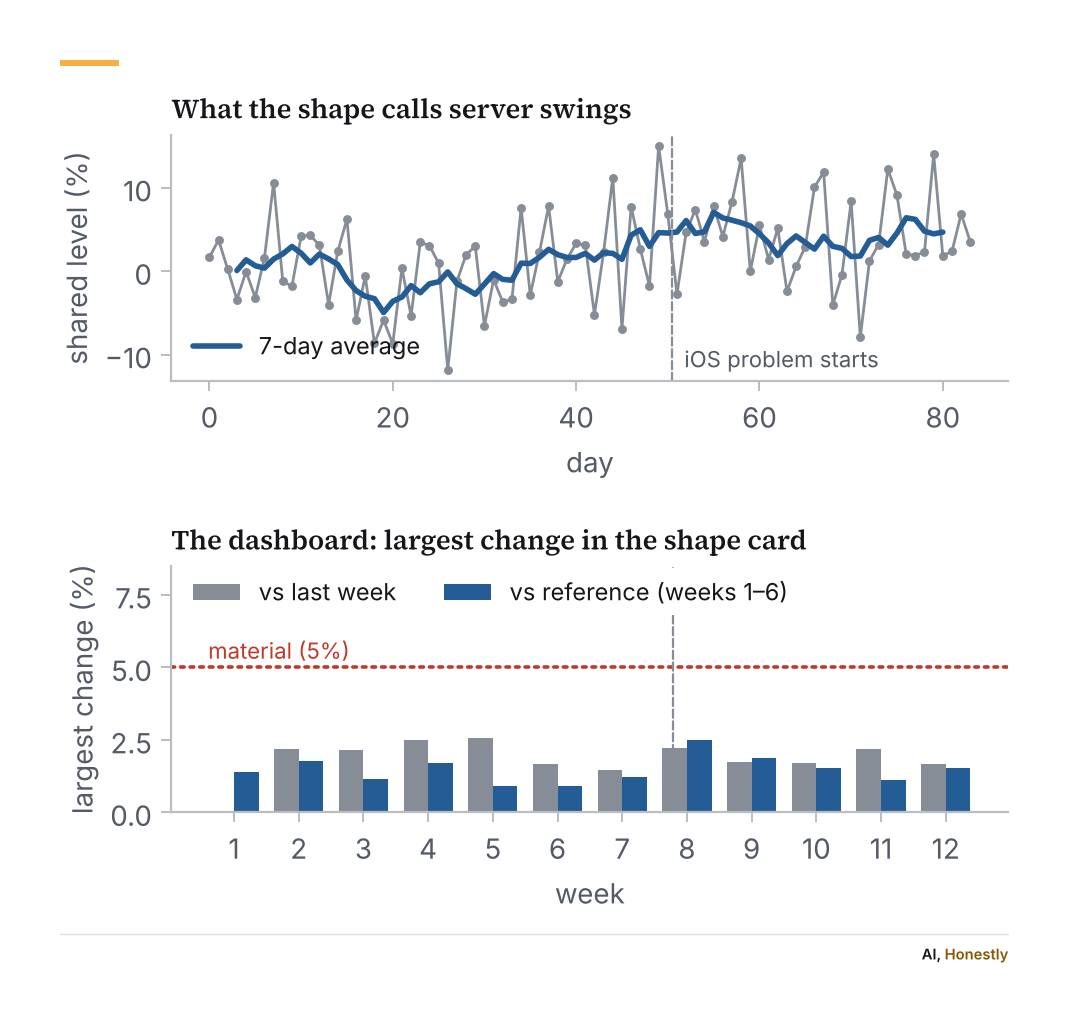 What the shape calls server swings
shared level (%)
10
0
−10
7-day average
iOS problem starts
0 20 40 60 80
day
The dashboard: largest change in the shape card
largest change (%)
vs last week vs reference (weeks 1–6)
7.5
material (5%)
5.0
2.5
0.0
1 2 3 4 5 6 7 8 9 10 11 12
week
AI, Honestly